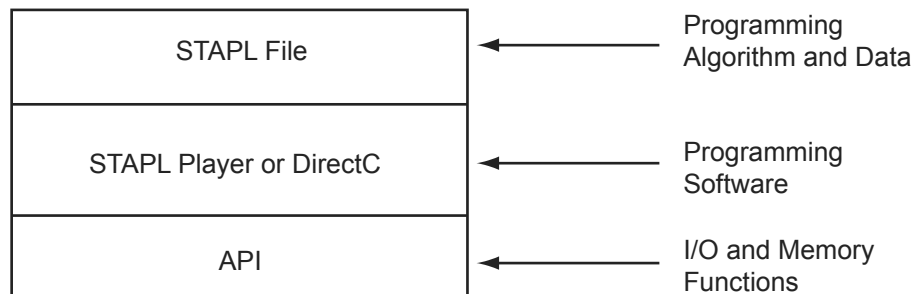 STAPL File
Programming
Algorithm and Data
STAPL Player or DirectC
Programming
Software
API
I/O and Memory
Functions